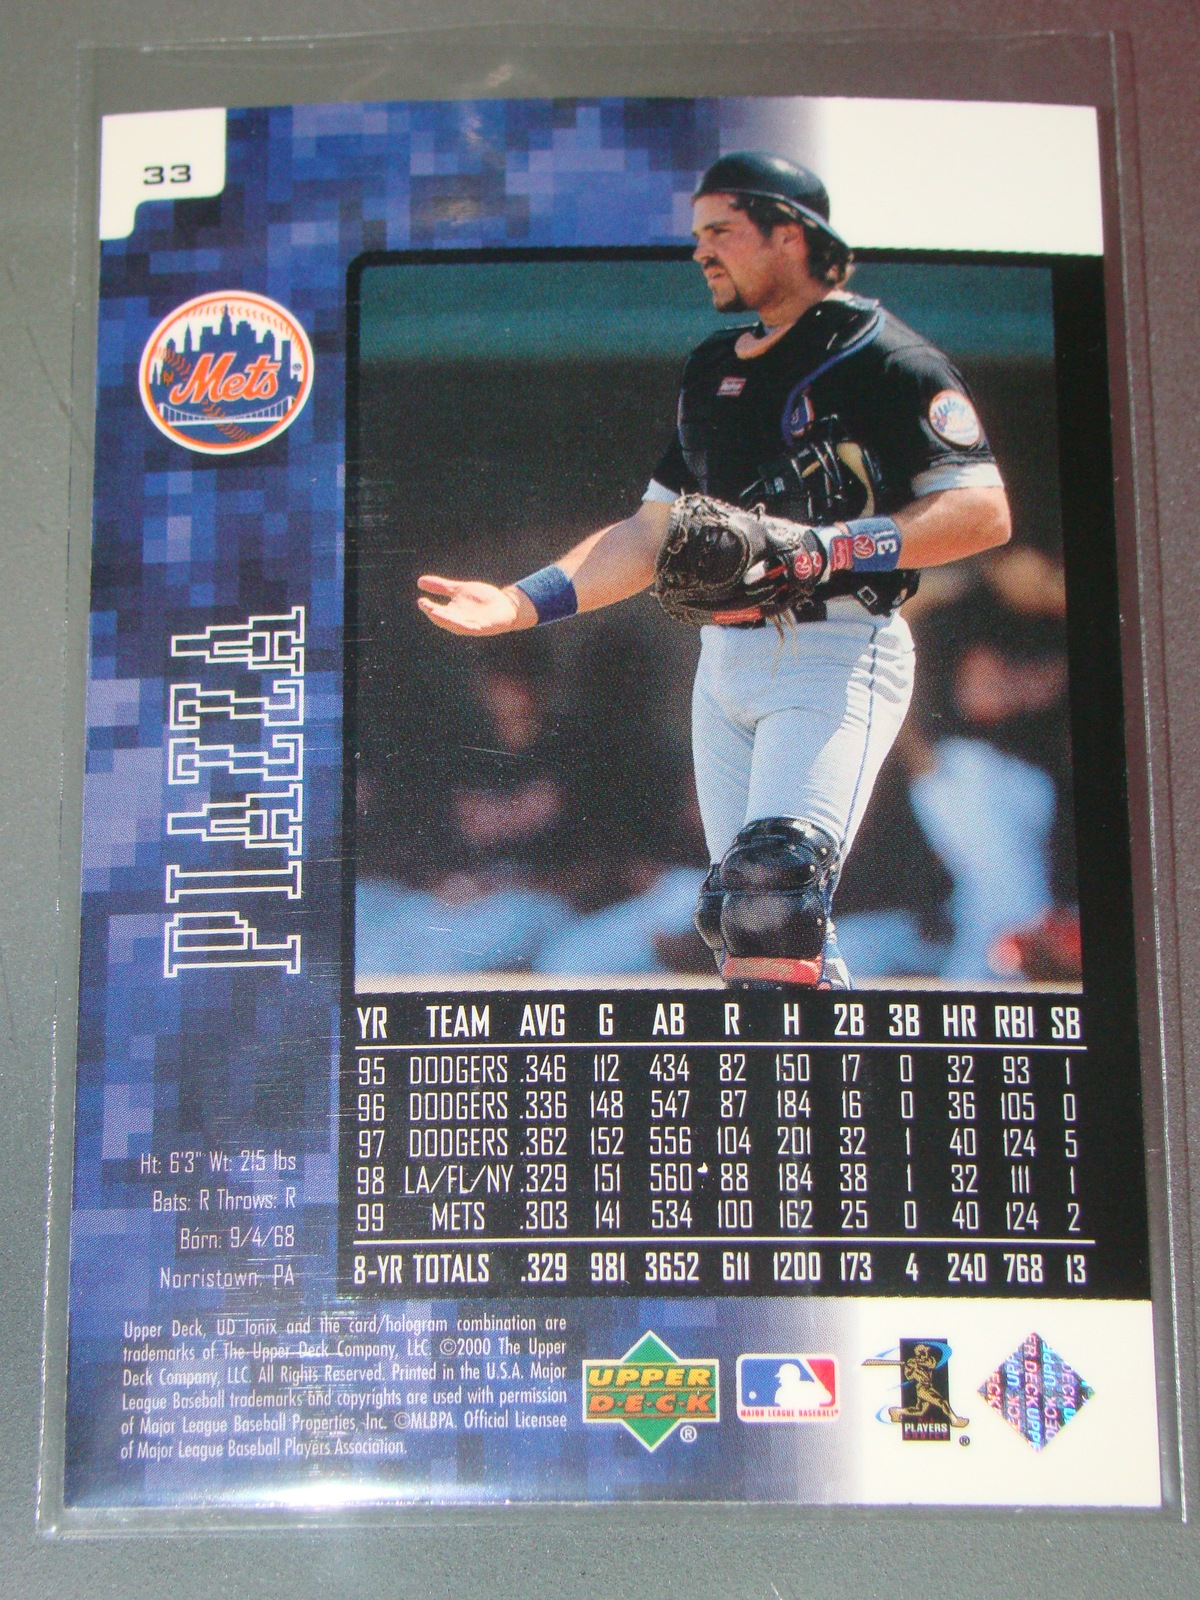 33
Mets
PIAZZA
31
YR TEAM AVG G AB R H 2B 3B HR RBI SB
95 DODGERS .346 112 434 82 150 17 0 32 93 1
96 DODGERS .336 148 547 87 184 16 0 36 105 0
97 DODGERS .362 152 556 104 201 32 1 40 124 5
98 LA/FL/NY .329 151 560 88 184 38 1 32 111 1
99 METS .303 141 534 100 162 25 0 40 124 2
8-YR TOTALS .329 981 3652 611 1200 173 4 240 768 13
Ht: 6'3" Wt: 215 lbs
Bats: R Throws: R
Born: 9/4/68
Norristown, PA
Upper Deck, UD Ionix and the card/hologram combination are
trademarks of The Upper Deck Company, LLC. ©2000 The Upper
Deck Company, LLC. All Rights Reserved. Printed in the U.S.A. Major
League Baseball trademarks and copyrights are used with permission
of Major League Baseball Properties, Inc. ©MLBPA. Official Licensee
of Major League Baseball Players Association.
UPPER
D·E·C·K
®
MAJOR LEAGUE BASEBALL
PLAYERS
®